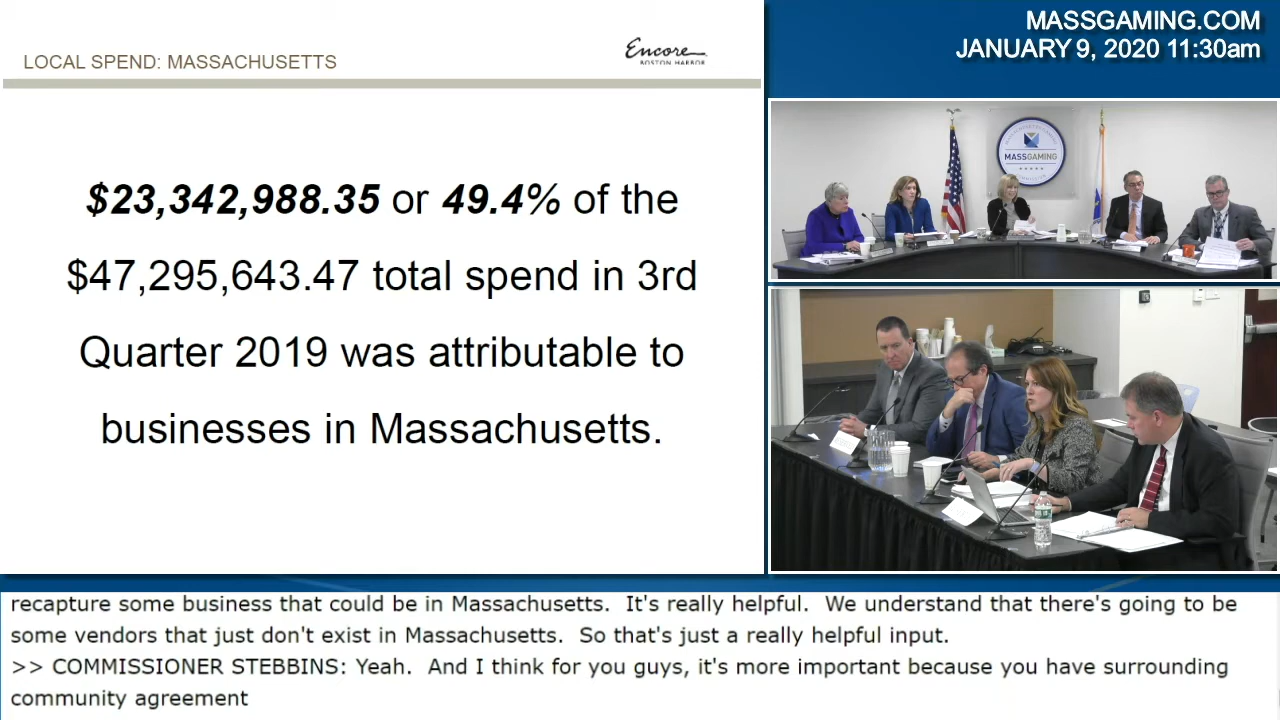 LOCAL SPEND: MASSACHUSETTS
Encore
BOSTON HARBOR
$23,342,988.35 or 49.4% of the
$47,295,643.47 total spend in 3rd
Quarter 2019 was attributable to
businesses in Massachusetts.
MASSGAMING.COM
JANUARY 9, 2020 11:30am
MASSGAMING
recapture some business that could be in Massachusetts.  It's really helpful.  We understand that there's going to be
some vendors that just don't exist in Massachusetts.  So that's just a really helpful input.
>> COMMISSIONER STEBBINS: Yeah.  And I think for you guys, it's more important because you have surrounding
community agreement